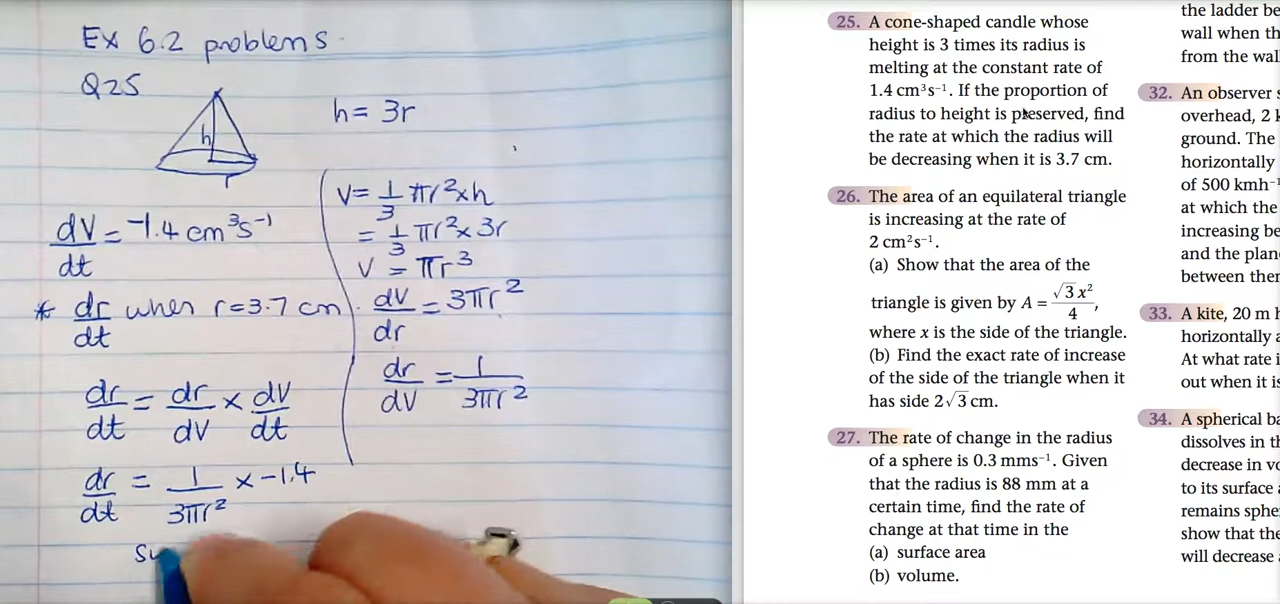 Ex 6.2 problems.
Q25
h = 3r
h
r
dV/dt = -1.4 cm³s⁻¹
* dr/dt when r=3.7 cm.
dr/dt = dr/dV × dV/dt
dr/dt = 1/3πr² × -1.4
V= 1/3 πr²×h
= 1/3 πr²× 3r
V = πr³
dV/dr = 3πr²
dr/dV = 1/3πr²
25. A cone-shaped candle whose
height is 3 times its radius is
melting at the constant rate of
1.4 cm³s⁻¹. If the proportion of
radius to height is preserved, find
the rate at which the radius will
be decreasing when it is 3.7 cm.
26. The area of an equilateral triangle
is increasing at the rate of
2 cm²s⁻¹.
(a) Show that the area of the
triangle is given by A = √3x²/4,
where x is the side of the triangle.
(b) Find the exact rate of increase
of the side of the triangle when it
has side 2√3 cm.
27. The rate of change in the radius
of a sphere is 0.3 mms⁻¹. Given
that the radius is 88 mm at a
certain time, find the rate of
change at that time in the
(a) surface area
(b) volume.
the ladder be
wall when th
from the wal
32. An observer s
overhead, 2 k
ground. The
horizontally
of 500 kmh⁻¹
at which the
increasing be
and the plan
between ther
33. A kite, 20 m h
horizontally a
At what rate i
out when it is
34. A spherical ba
dissolves in th
decrease in vo
to its surface a
remains sphe
show that the
will decrease a